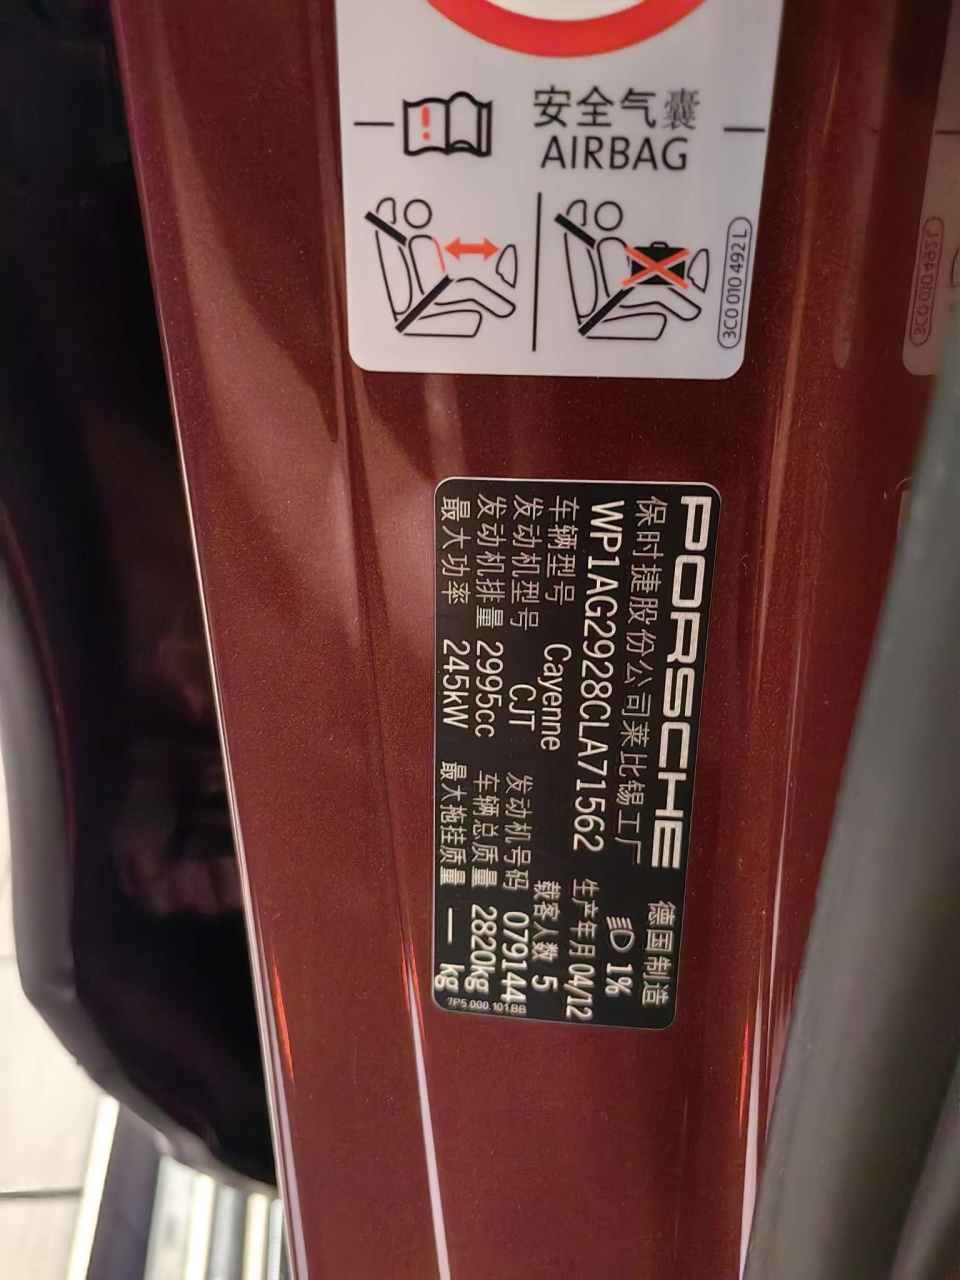 安全气囊
AIRBAG
3C0 010 492 L
PORSCHE
保时捷股份公司莱比锡工厂 德国制造
WP1AG2928CLA71562 1%
生产年月 04/12
车辆型号 Cayenne 载客人数 5
发动机型号 CJT 发动机号码 079144
发动机排量 2995cc 车辆总质量 2820kg
最大功率 245kW 最大拖挂质量 — kg
7P5.000.101.BB